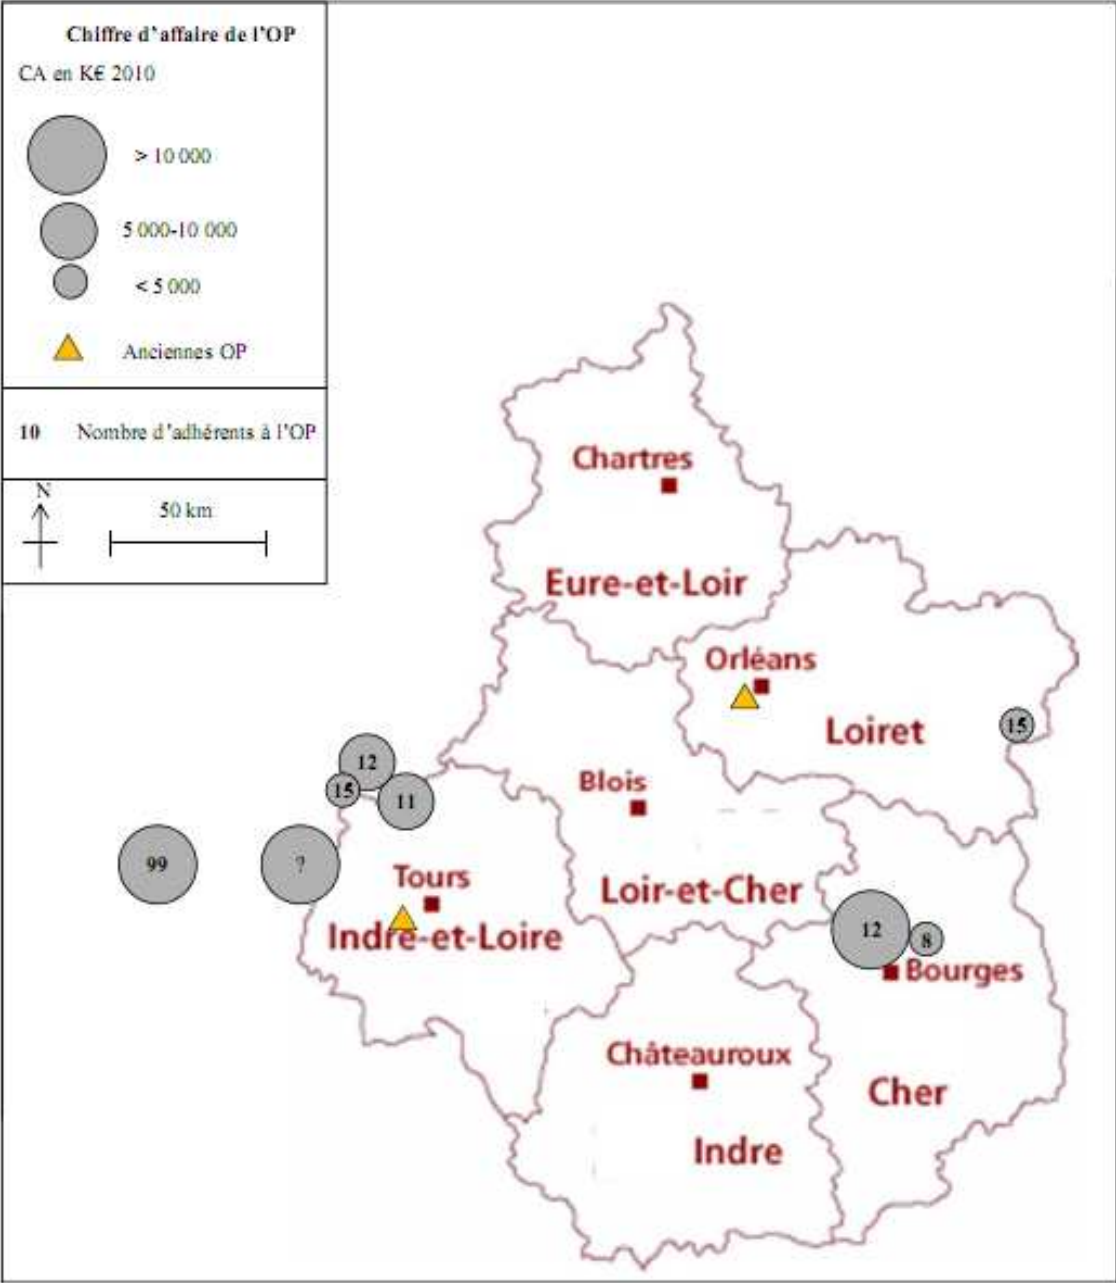 Chiffre d'affaire de l'OP
CA en K€ 2010
> 10 000
5 000-10 000
< 5 000
Anciennes OP
10 Nombre d'adhérents à l'OP
N
50 km
Chartres
Eure-et-Loir
Orléans
Loiret
15
12
15
11
Blois
99
?
Tours
Loir-et-Cher
Indre-et-Loire
12
8
Bourges
Châteauroux
Cher
Indre